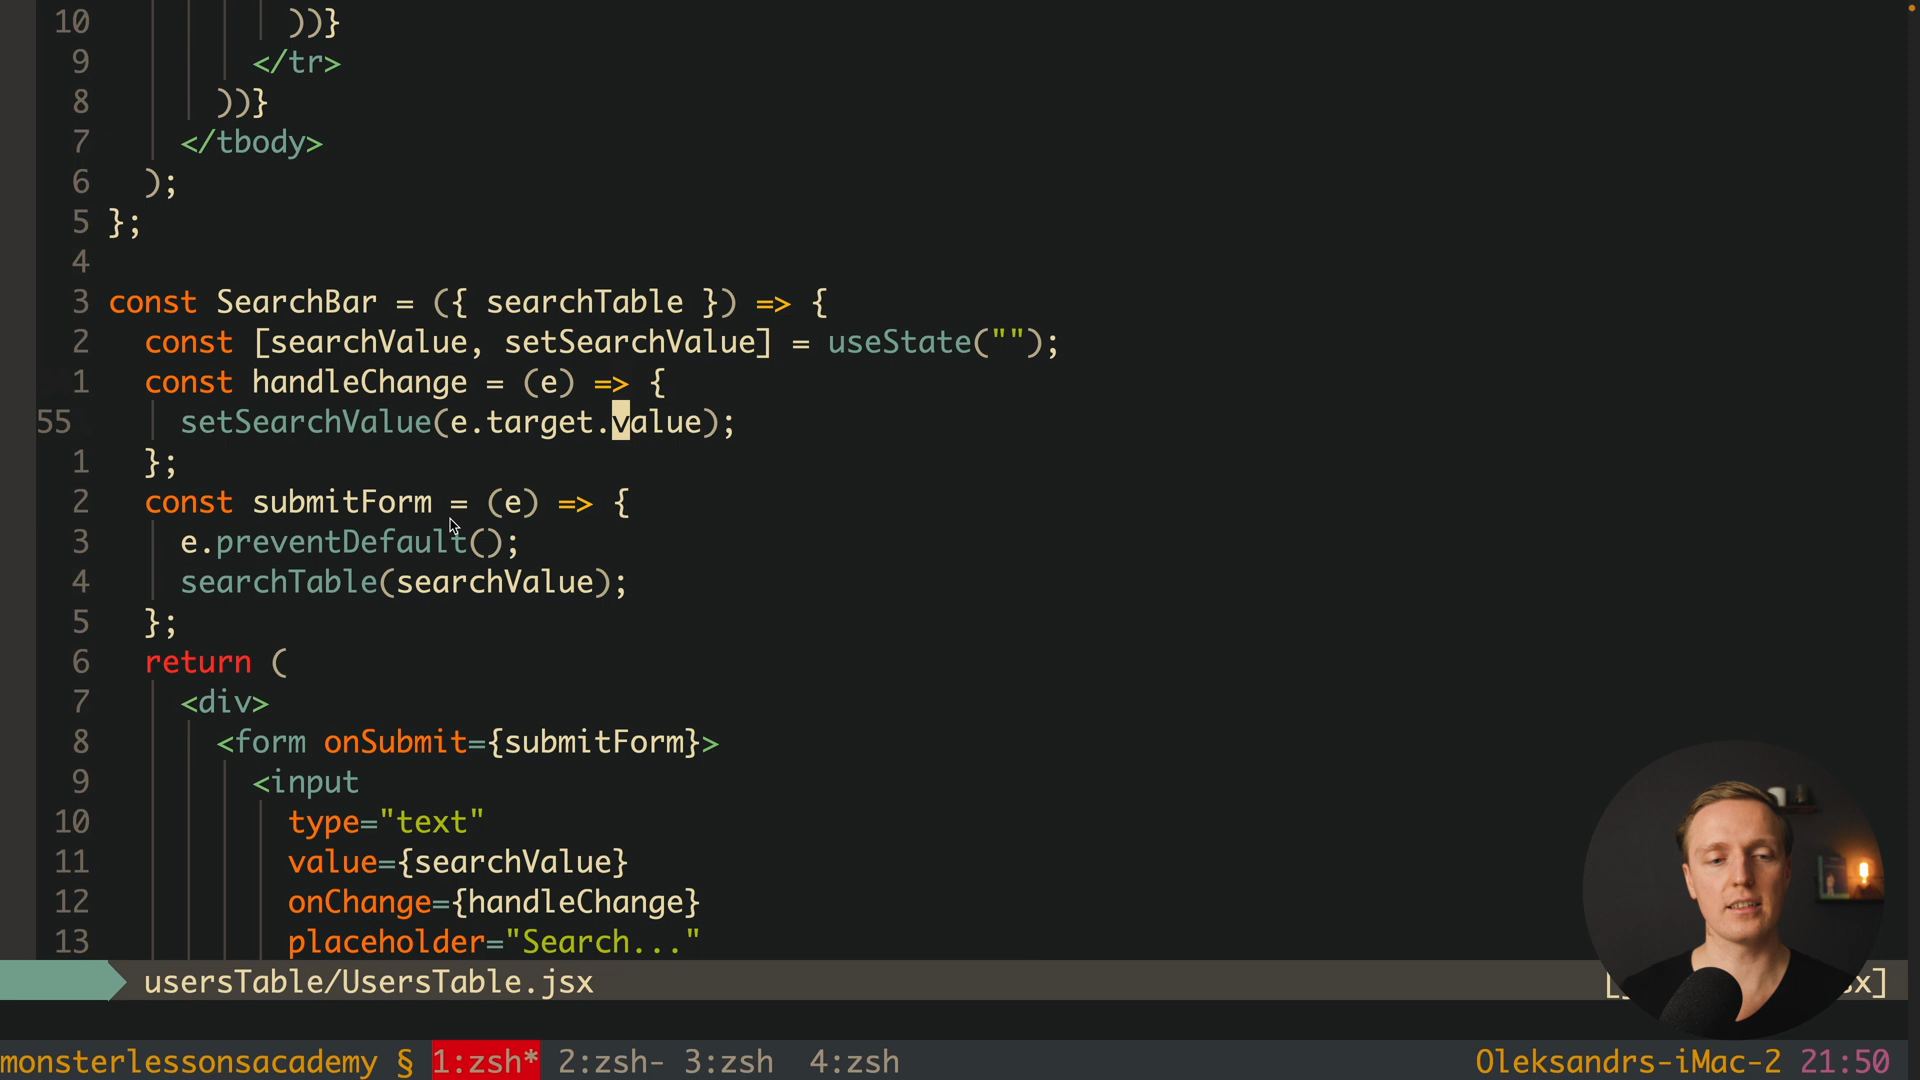 10 ))}
9 </tr>
8 ))}
7 </tbody>
6 );
5 };
4
3 const SearchBar = ({ searchTable }) => {
2 const [searchValue, setSearchValue] = useState("");
1 const handleChange = (e) => {
55 setSearchValue(e.target.value);
1 };
2 const submitForm = (e) => {
3 e.preventDefault();
4 searchTable(searchValue);
5 };
6 return (
7 <div>
8 <form onSubmit={submitForm}>
9 <input
10 type="text"
11 value={searchValue}
12 onChange={handleChange}
13 placeholder="Search..."
usersTable/UsersTable.jsx
monsterlessonsacademy § 1:zsh* 2:zsh- 3:zsh 4:zsh Oleksandrs-iMac-2 21:50